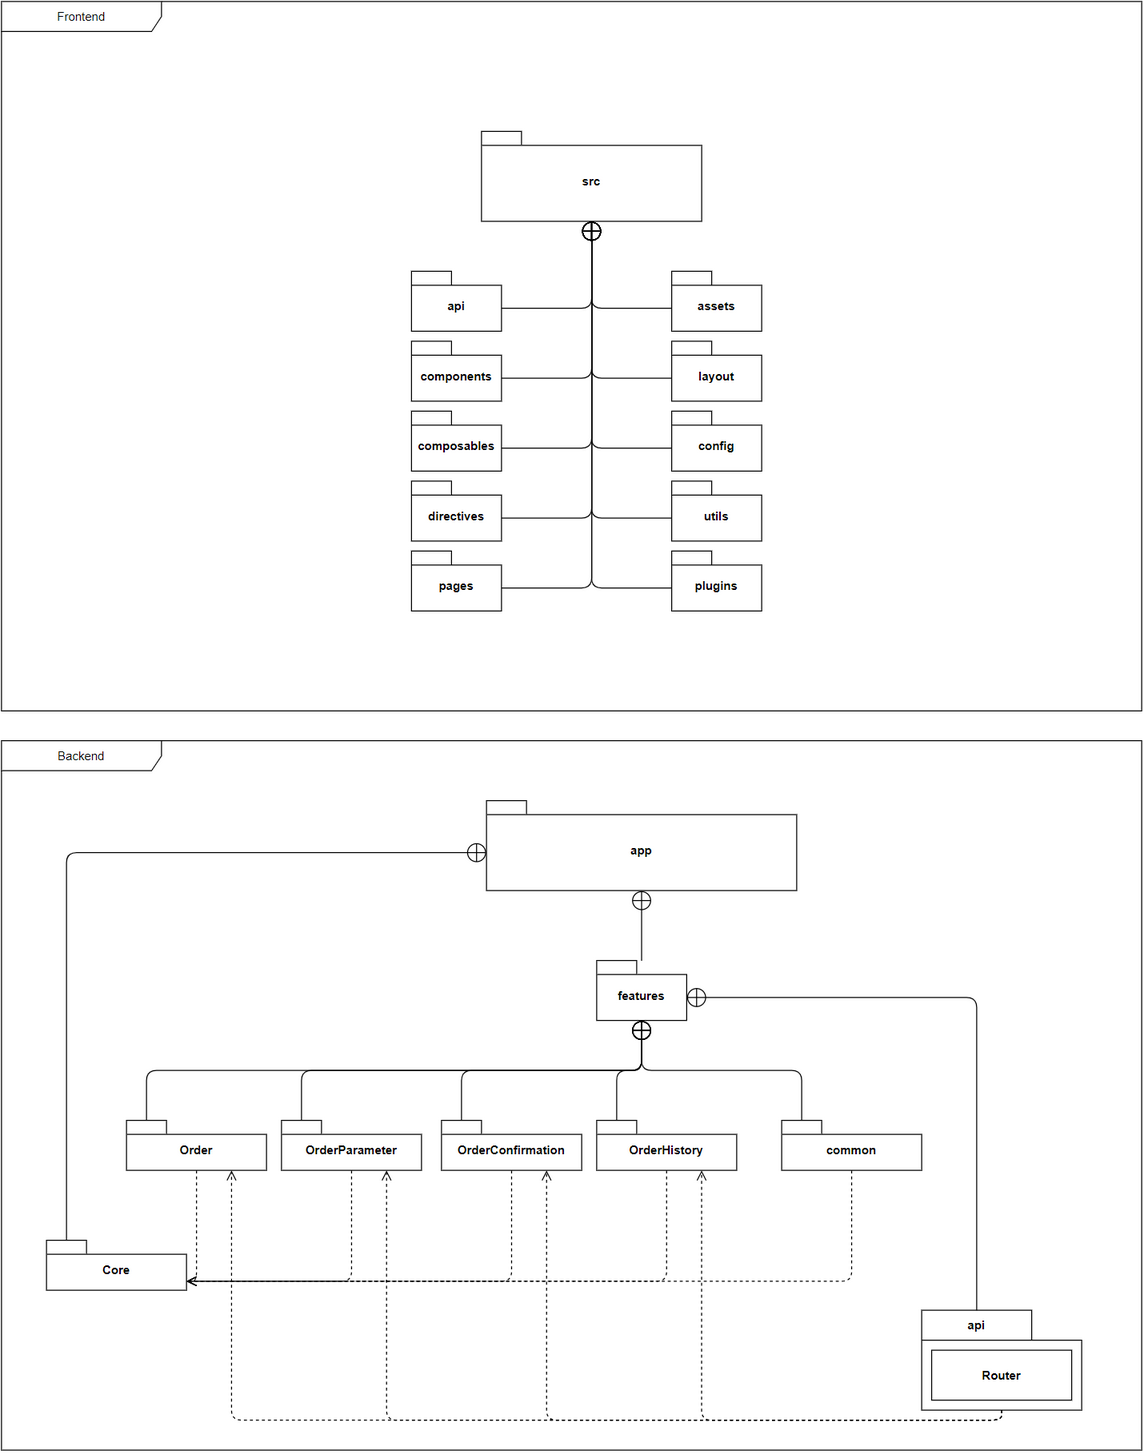 Frontend
src
api
assets
components
layout
composables
config
directives
utils
pages
plugins
Backend
app
features
Order
OrderParameter
OrderConfirmation
OrderHistory
common
Core
api
Router